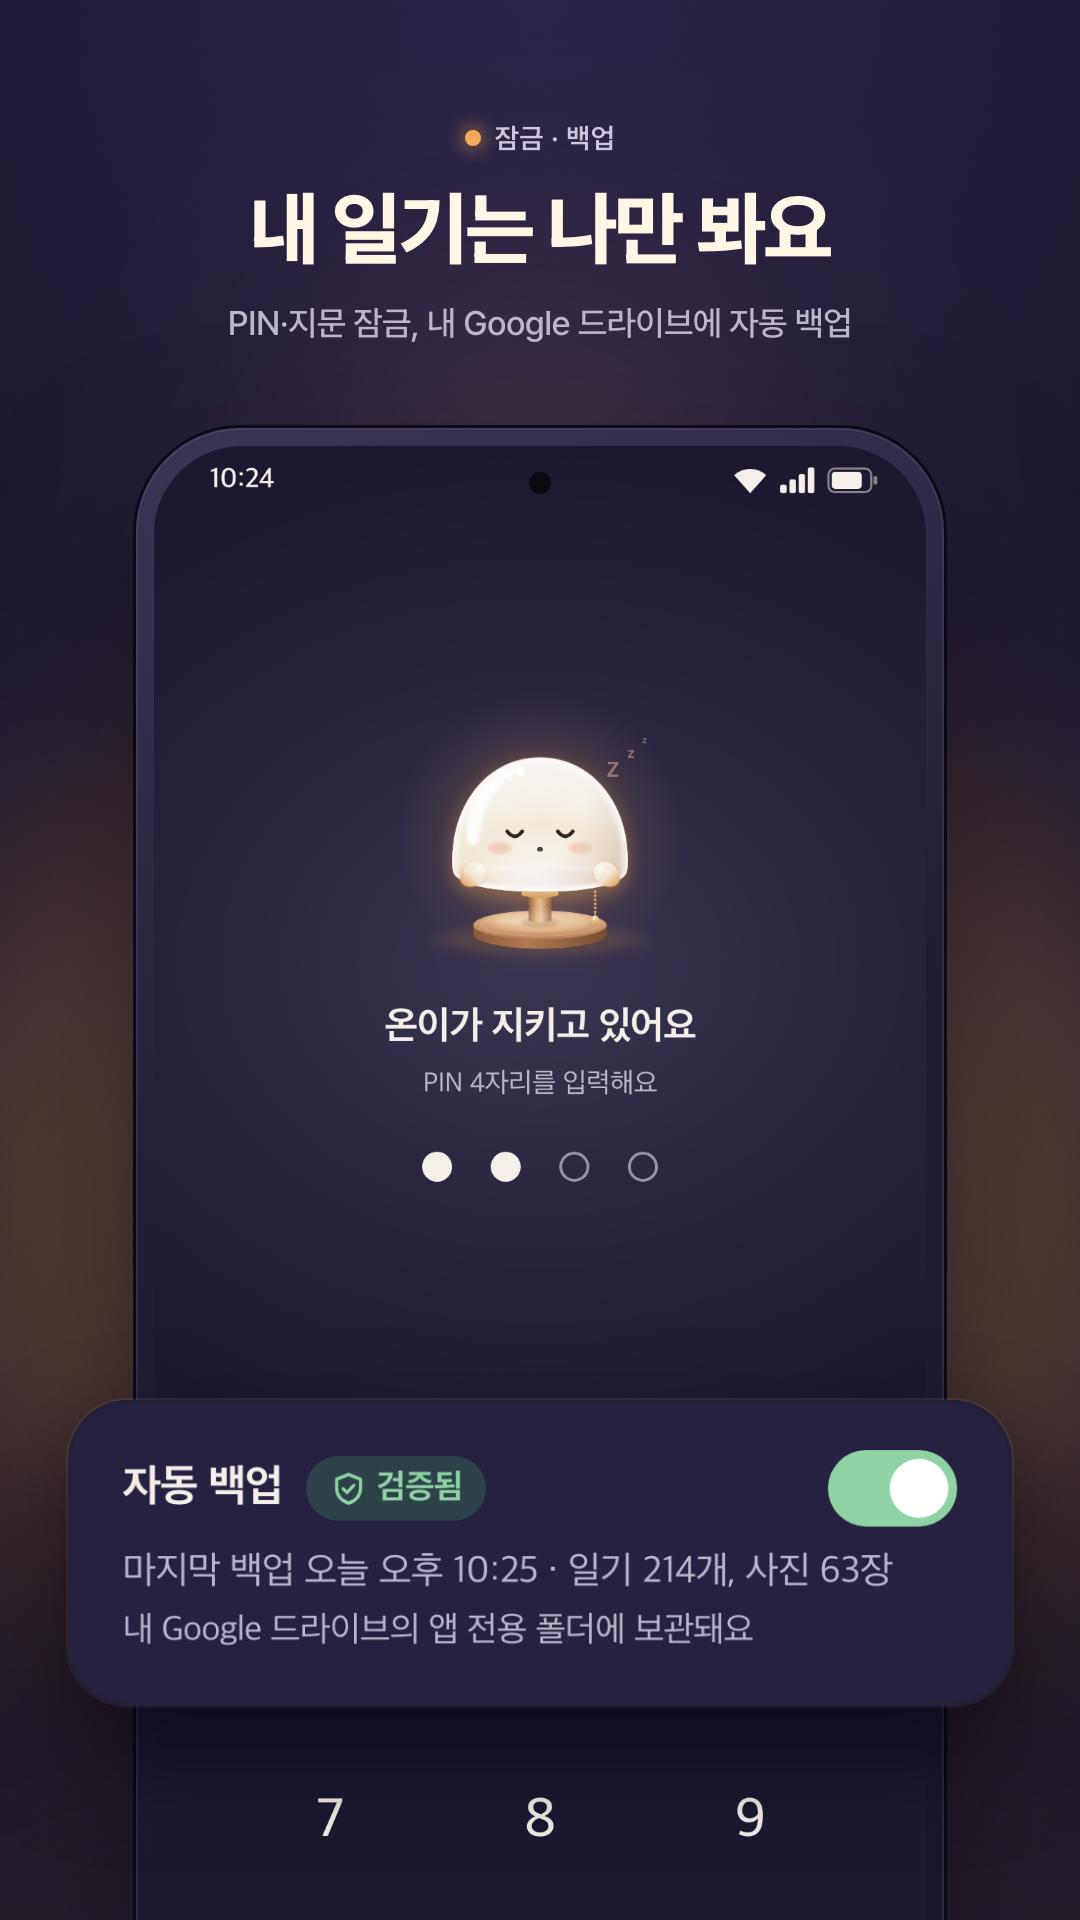 잠금 · 백업
내 일기는 나만 봐요
PIN·지문 잠금, 내 Google 드라이브에 자동 백업
10:24
z
z
Z
온이가 지키고 있어요
PIN 4자리를 입력해요
자동 백업 검증됨
마지막 백업 오늘 오후 10:25 · 일기 214개, 사진 63장
내 Google 드라이브의 앱 전용 폴더에 보관돼요
7 8 9